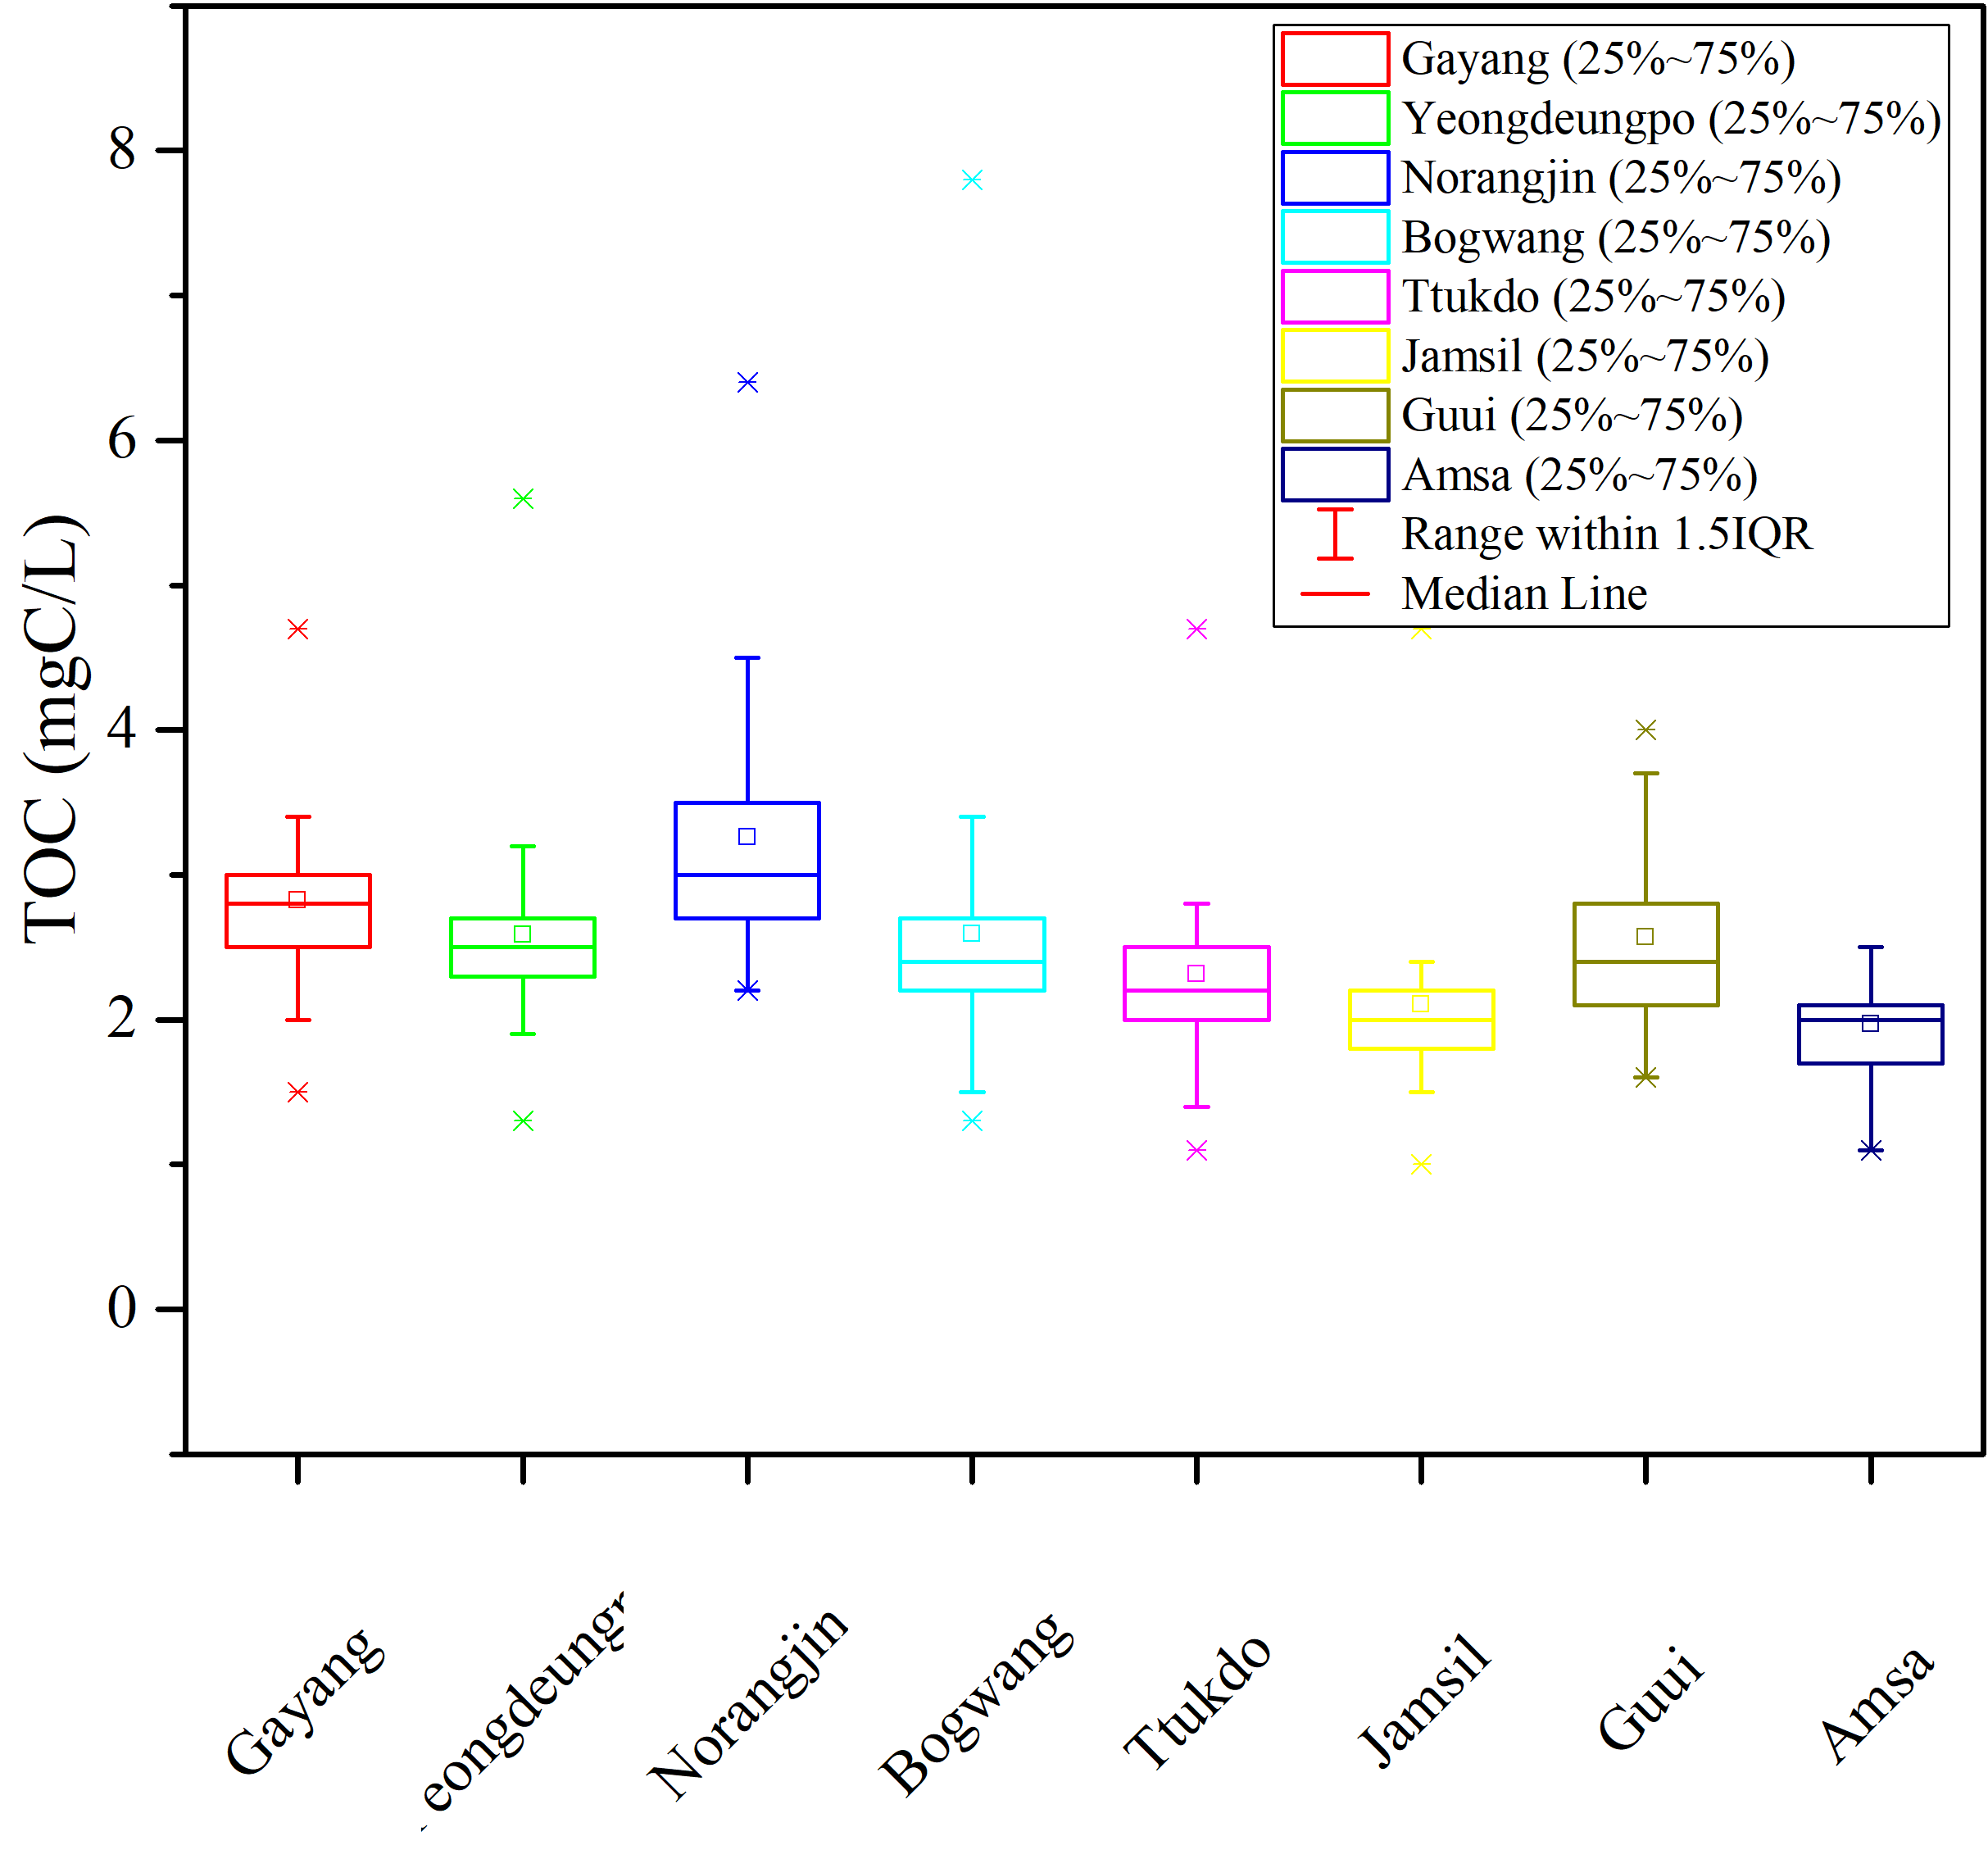 Gayang (25%~75%)
Yeongdeungpo (25%~75%)
Norangjin (25%~75%)
Bogwang (25%~75%)
Ttukdo (25%~75%)
Jamsil (25%~75%)
Guui (25%~75%)
Amsa (25%~75%)
Range within 1.5IQR
Median Line
TOC (mgC/L)
8
6
4
2
0
Gayang
Norangjin
Bogwang
Ttukdo
Jamsil
Guui
Amsa